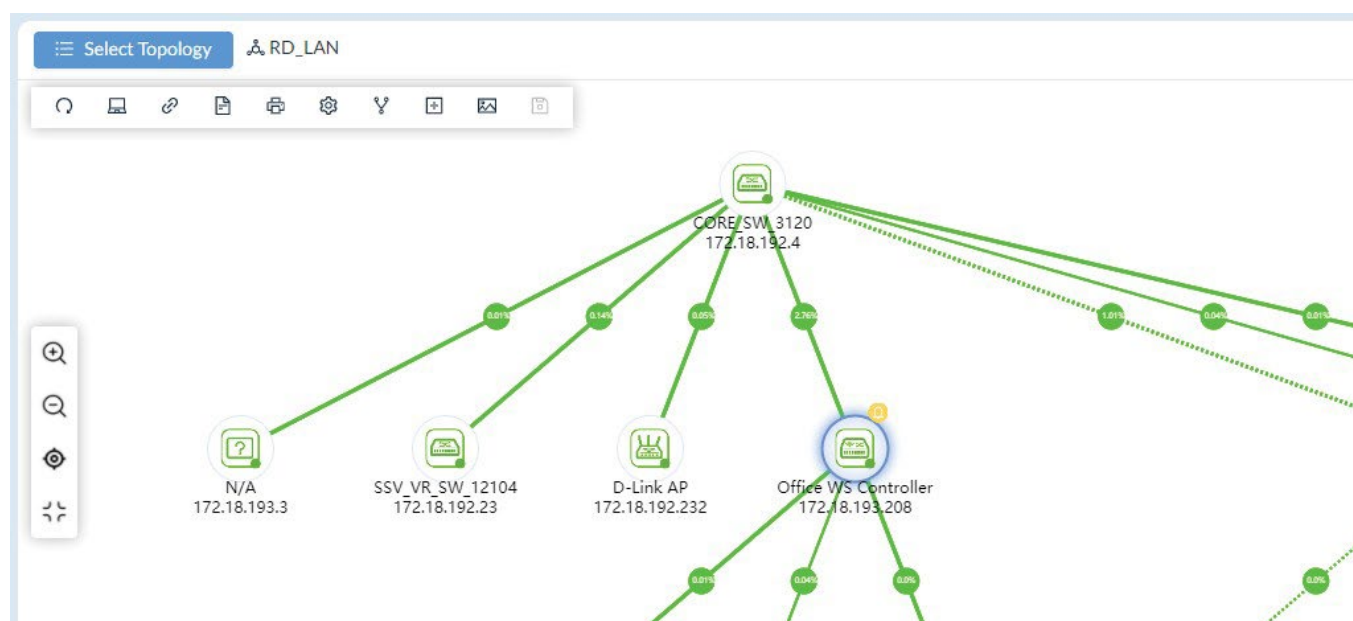 Select Topology
RD_LAN
CORE_SW_3120
172.18.192.4
0.01%
0.14%
0.05%
2.76%
1.01%
0.04%
0.01%
N/A
172.18.193.3
SSV_VR_SW_12104
172.18.192.23
D-Link AP
172.18.192.232
Office WS Controller
172.18.193.208
0.01%
0.04%
0.0%
0.0%